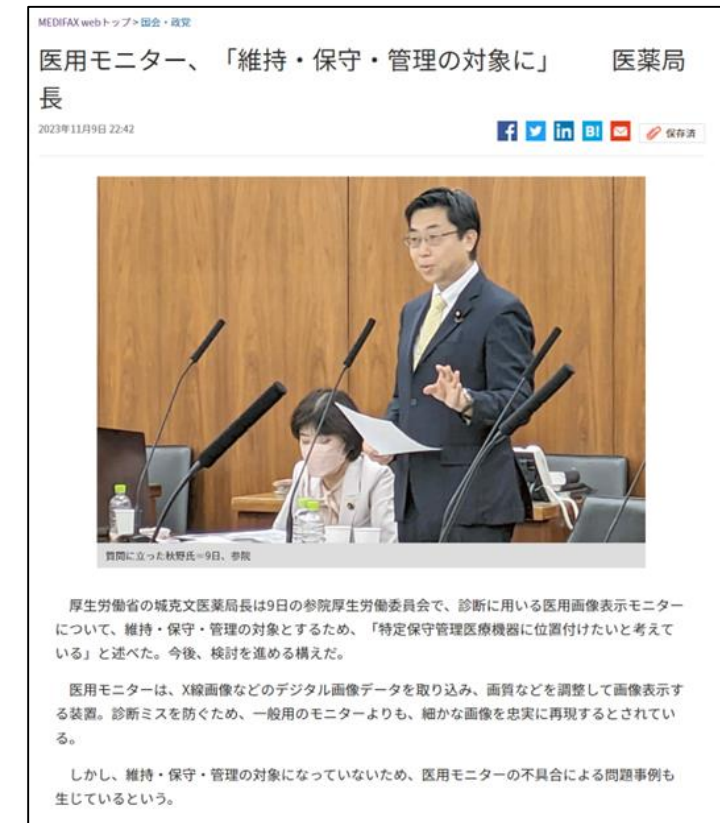 MEDIFAX webトップ > 国会・政党
医用モニター、「維持・保守・管理の対象に」　医薬局
長
2023年11月9日 22:42
保存済
質問に立った秋野氏=9日、参院
厚生労働省の城克文医薬局長は9日の参院厚生労働委員会で、診断に用いる医用画像表示モニター
について、維持・保守・管理の対象とするため、「特定保守管理医療機器に位置付けたいと考えて
いる」と述べた。今後、検討を進める構えだ。
医用モニターは、X線画像などのデジタル画像データを取り込み、画質などを調整して画像表示す
る装置。診断ミスを防ぐため、一般用のモニターよりも、細かな画像を忠実に再現するとされてい
る。
しかし、維持・保守・管理の対象になっていないため、医用モニターの不具合による問題事例も
生じているという。